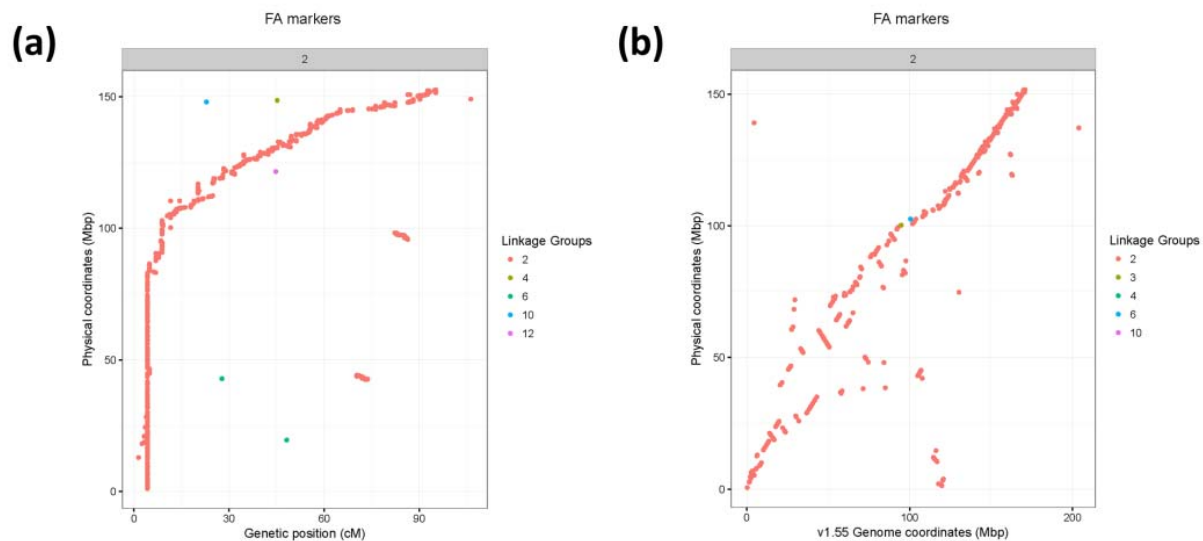 (a)
FA markers
2
Physical coordinates (Mbp)
150
100
50
0
0
30
60
90
Genetic position (cM)
Linkage Groups
2
4
6
10
12
(b)
FA markers
2
Physical coordinates (Mbp)
150
100
50
0
0
100
200
v1.55 Genome coordinates (Mbp)
Linkage Groups
2
3
4
6
10